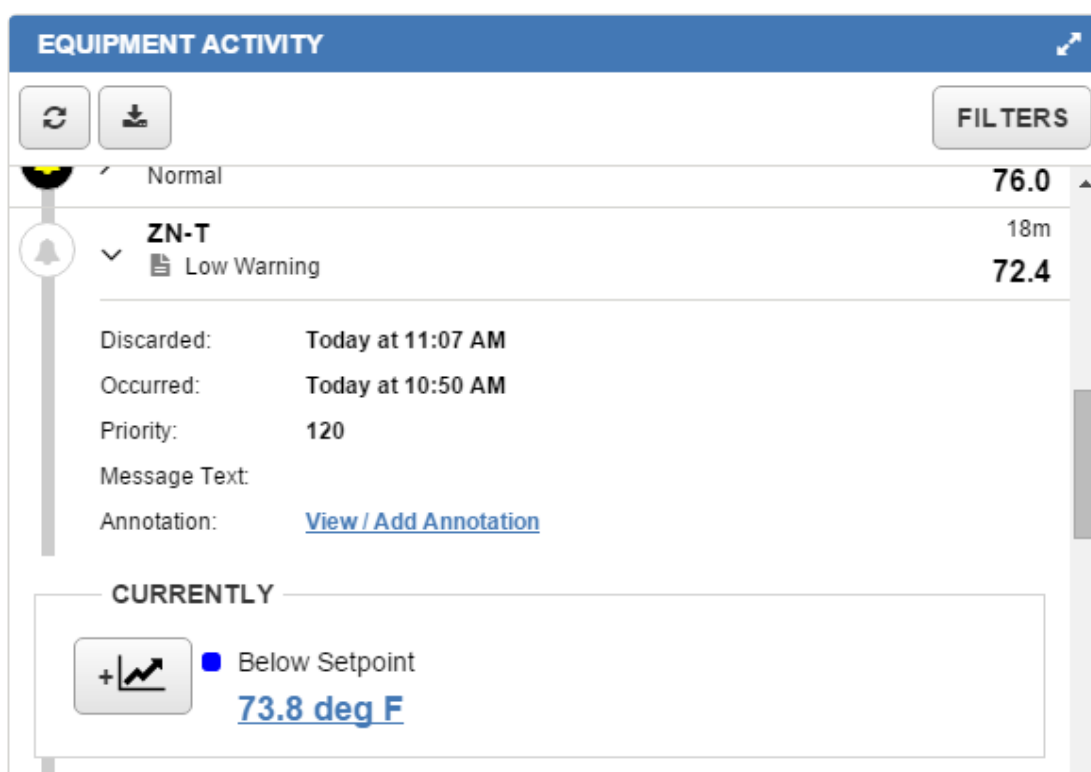 EQUIPMENT ACTIVITY
FILTERS
Normal 76.0
ZN-T 18m
Low Warning 72.4
Discarded: Today at 11:07 AM
Occurred: Today at 10:50 AM
Priority: 120
Message Text:
Annotation: View / Add Annotation
CURRENTLY
Below Setpoint
73.8 deg F